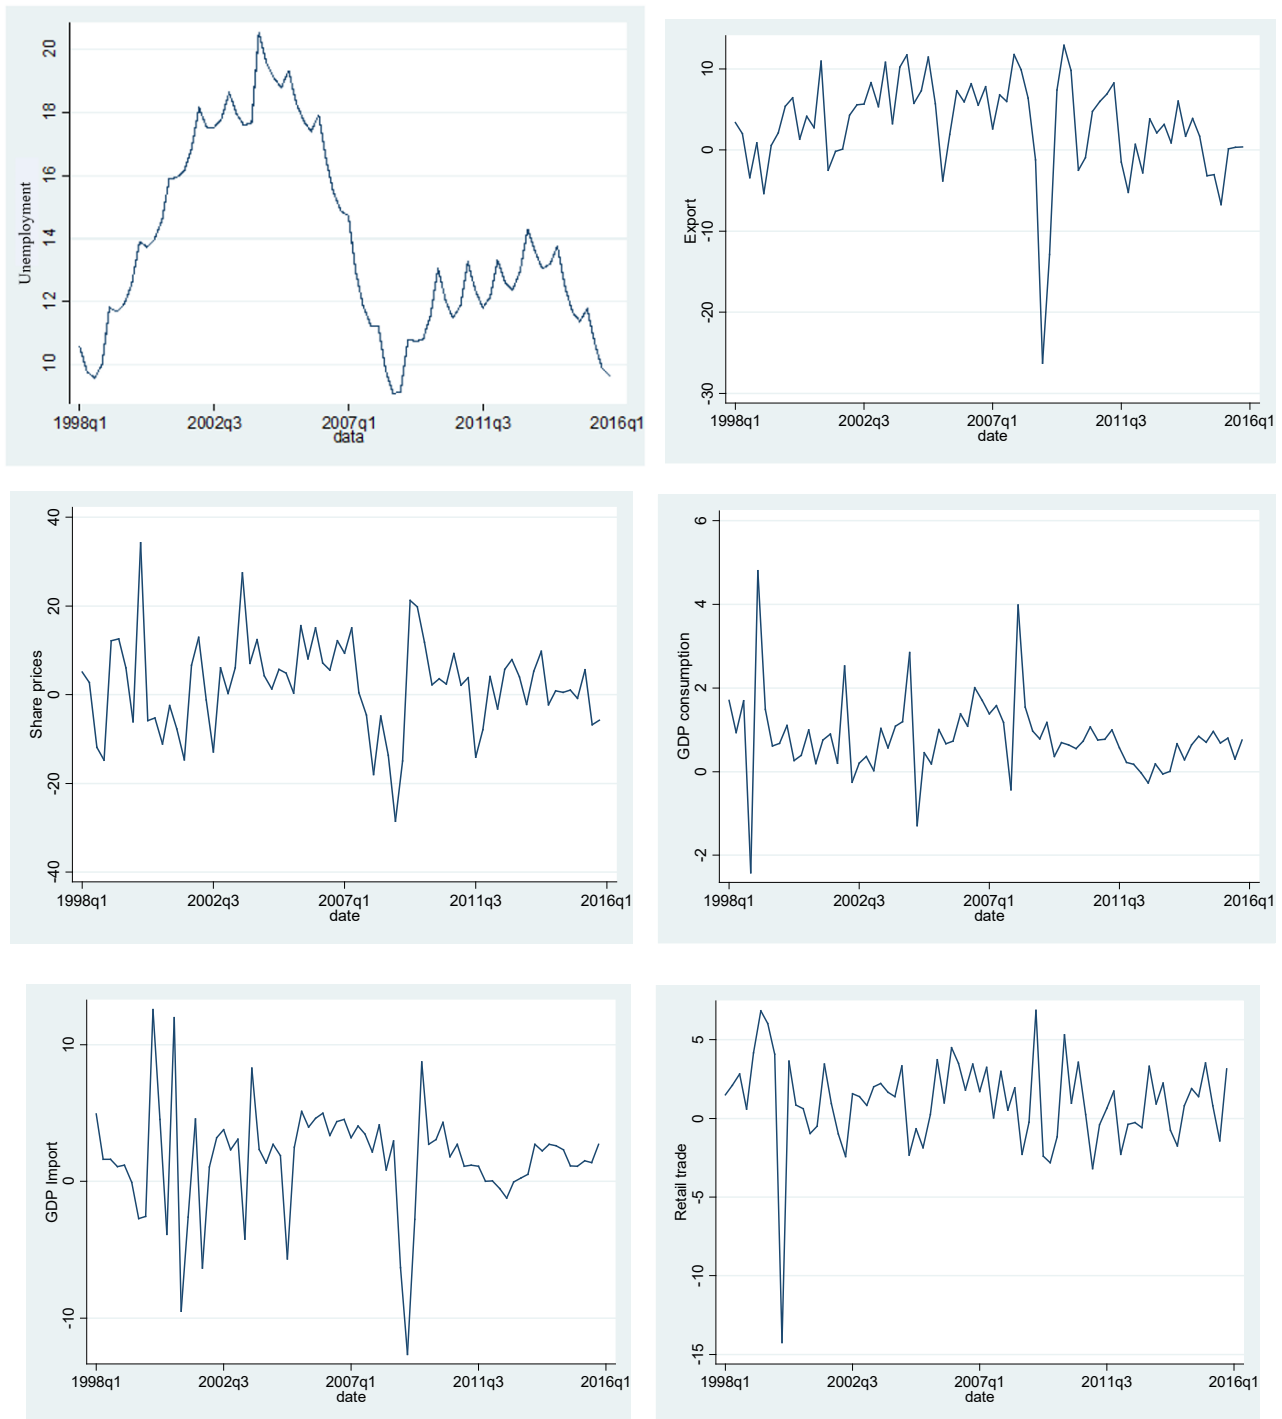 Unemployment
20
18
16
14
12
10
1998q1 2002q3 2007q1 2011q3 2016q1
data
Export
10
0
-10
-20
-30
1998q1 2002q3 2007q1 2011q3 2016q1
date
Share prices
40
20
0
-20
-40
1998q1 2002q3 2007q1 2011q3 2016q1
date
GDP consumption
6
4
2
0
-2
1998q1 2002q3 2007q1 2011q3 2016q1
date
GDP Import
10
0
-10
1998q1 2002q3 2007q1 2011q3 2016q1
date
Retail trade
5
0
-5
-10
-15
1998q1 2002q3 2007q1 2011q3 2016q1
date